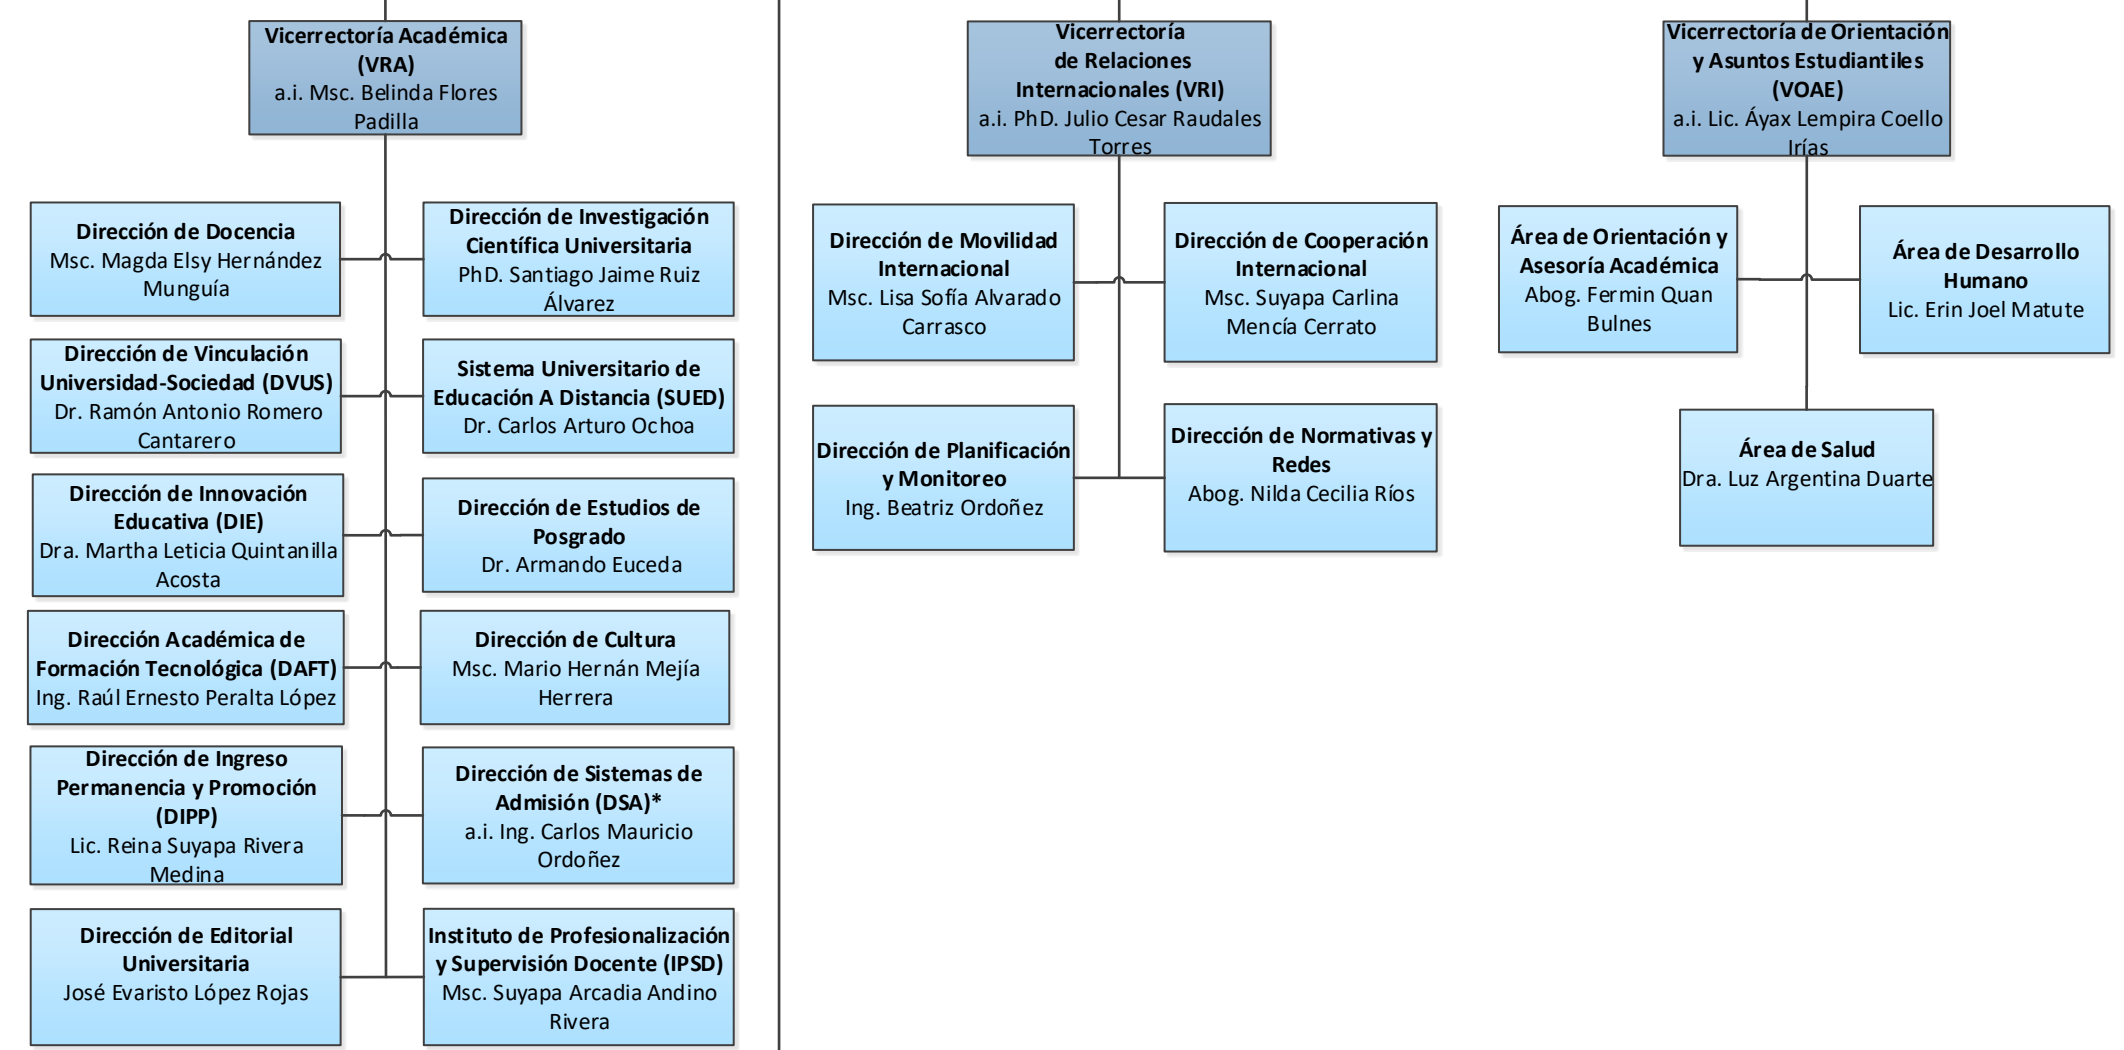 Vicerrectoría Académica
(VRA)
a.i. Msc. Belinda Flores
Padilla
Vicerrectoría
de Relaciones
Internacionales (VRI)
a.i. PhD. Julio Cesar Raudales
Torres
Vicerrectoría de Orientación
y Asuntos Estudiantiles
(VOAE)
a.i. Lic. Áyax Lempira Coello
Irías
Dirección de Docencia
Msc. Magda Elsy Hernández
Munguía
Dirección de Investigación
Científica Universitaria
PhD. Santiago Jaime Ruiz
Álvarez
Dirección de Vinculación
Universidad-Sociedad (DVUS)
Dr. Ramón Antonio Romero
Cantarero
Sistema Universitario de
Educación A Distancia (SUED)
Dr. Carlos Arturo Ochoa
Dirección de Innovación
Educativa (DIE)
Dra. Martha Leticia Quintanilla
Acosta
Dirección de Estudios de
Posgrado
Dr. Armando Euceda
Dirección Académica de
Formación Tecnológica (DAFT)
Ing. Raúl Ernesto Peralta López
Dirección de Cultura
Msc. Mario Hernán Mejía
Herrera
Dirección de Ingreso
Permanencia y Promoción
(DIPP)
Lic. Reina Suyapa Rivera
Medina
Dirección de Sistemas de
Admisión (DSA)*
a.i. Ing. Carlos Mauricio
Ordoñez
Dirección de Editorial
Universitaria
José Evaristo López Rojas
Instituto de Profesionalización
y Supervisión Docente (IPSD)
Msc. Suyapa Arcadia Andino
Rivera
Dirección de Movilidad
Internacional
Msc. Lisa Sofía Alvarado
Carrasco
Dirección de Cooperación
Internacional
Msc. Suyapa Carlina
Mencía Cerrato
Dirección de Planificación
y Monitoreo
Ing. Beatriz Ordoñez
Dirección de Normativas y
Redes
Abog. Nilda Cecilia Ríos
Área de Orientación y
Asesoría Académica
Abog. Fermin Quan
Bulnes
Área de Desarrollo
Humano
Lic. Erin Joel Matute
Área de Salud
Dra. Luz Argentina Duarte